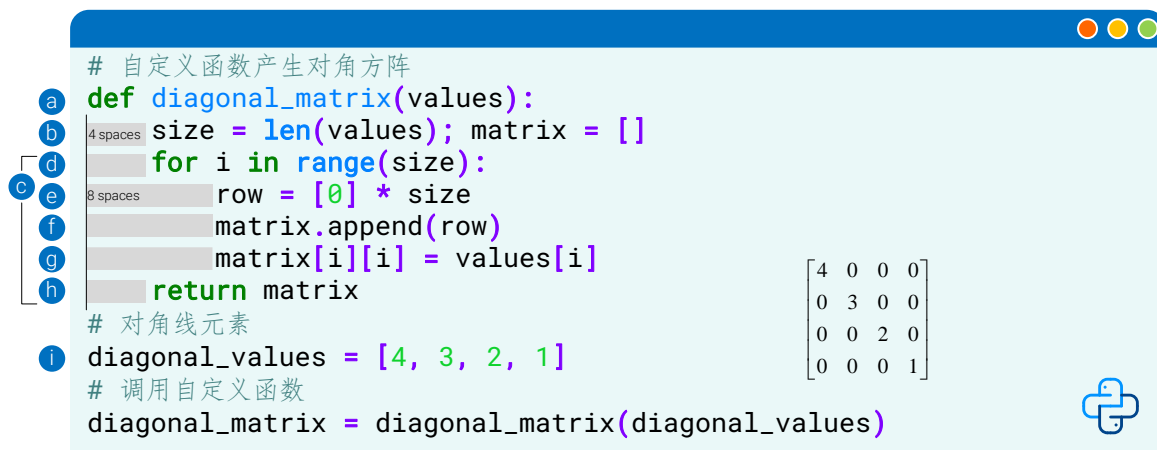 # 自定义函数产生对角方阵
a def diagonal_matrix(values):
b 4 spaces size = len(values); matrix = []
d for i in range(size):
c
e 8 spaces row = [0] * size
f matrix.append(row)
g matrix[i][i] = values[i]
h return matrix
# 对角线元素
i diagonal_values = [4, 3, 2, 1]
# 调用自定义函数
diagonal_matrix = diagonal_matrix(diagonal_values)
4 0 0 0
0 3 0 0
0 0 2 0
0 0 0 1